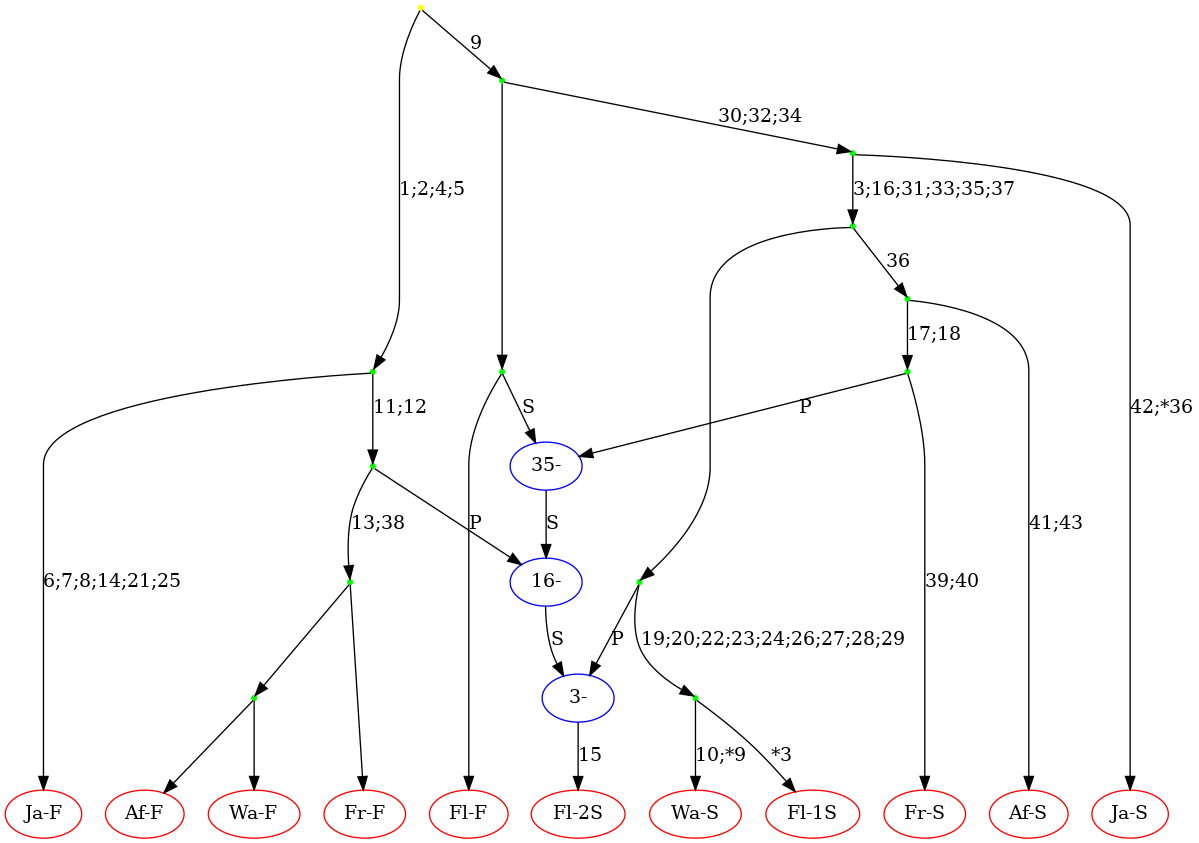 9
30;32;34
1;2;4;5
3;16;31;33;35;37
36
17;18
11;12
S
P
42;*36
35-
P
S
13;38
41;43
6;7;8;14;21;25
16-
39;40
S
P
19;20;22;23;24;26;27;28;29
3-
15
10;*9
*3
Ja-F
Af-F
Wa-F
Fr-F
Fl-F
Fl-2S
Wa-S
Fl-1S
Fr-S
Af-S
Ja-S